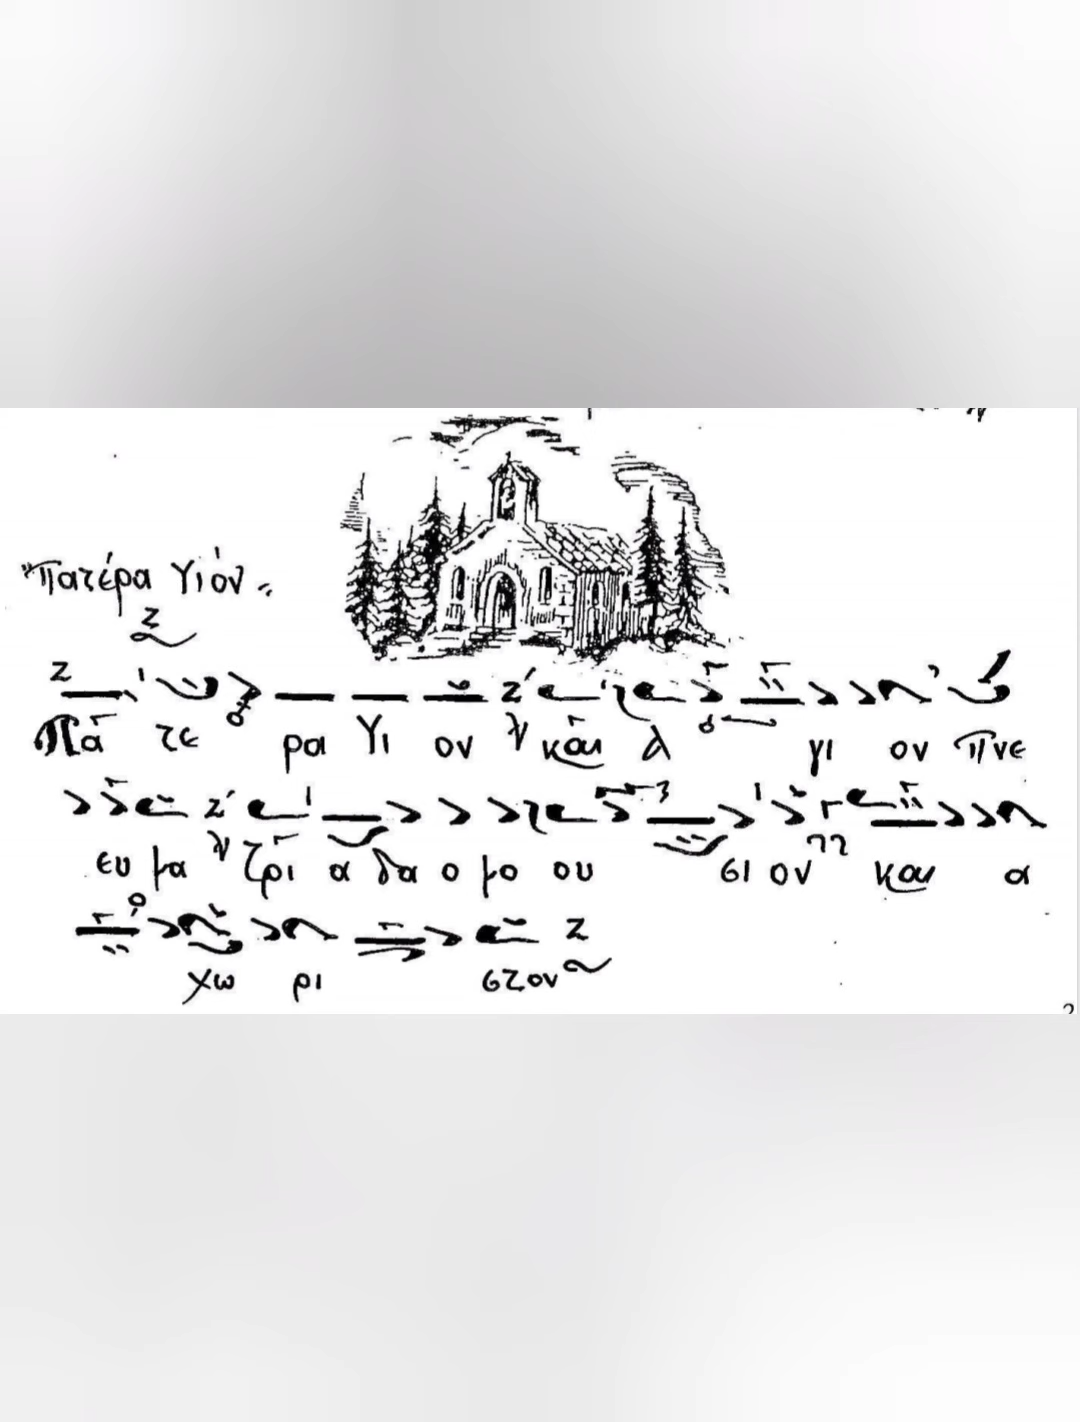 "Πατέρα Υιόν"
Πα τε ρα Υι ον και α γι ον Πνε
ευ μα Τρι α δα ο μο ου σι ον και α
χω ρι στον